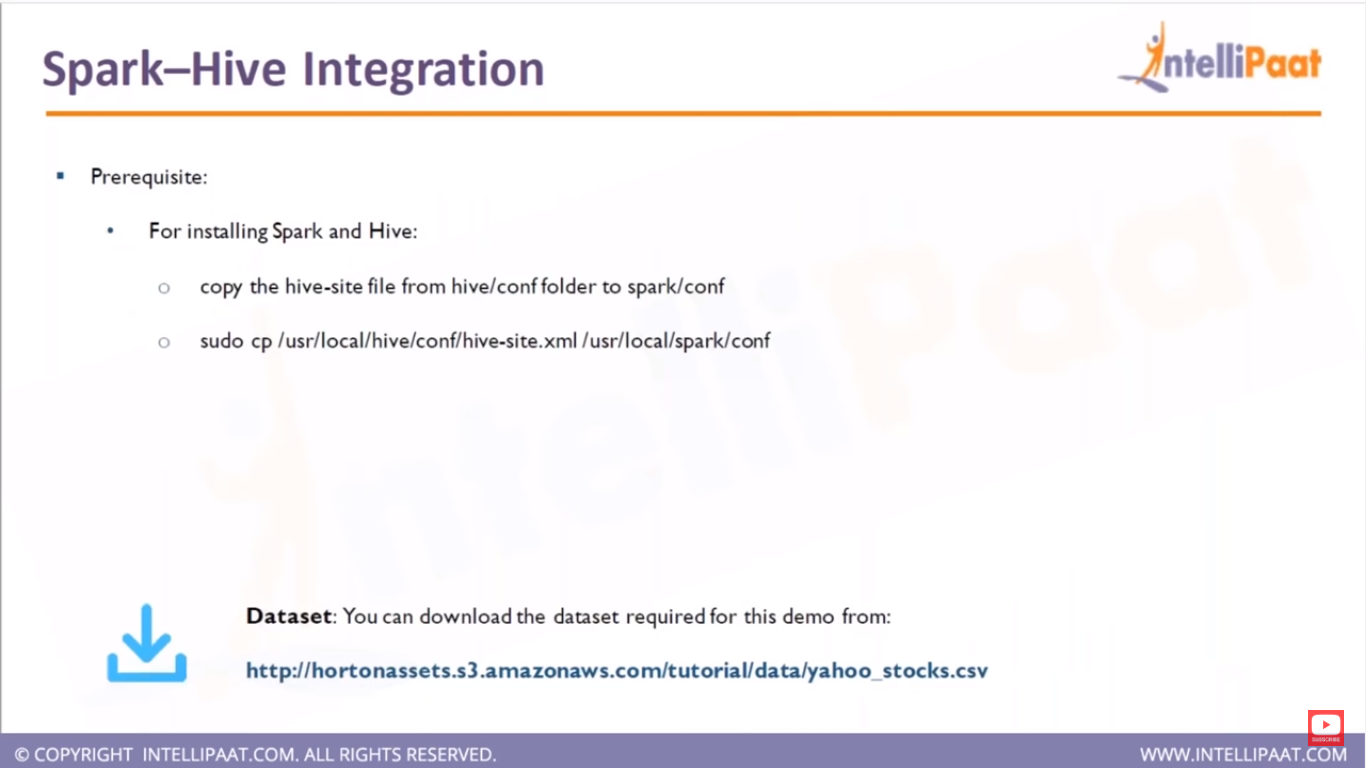 Spark–Hive Integration
IntelliPaat
Prerequisite:
For installing Spark and Hive:
copy the hive-site file from hive/conf folder to spark/conf
sudo cp /usr/local/hive/conf/hive-site.xml /usr/local/spark/conf
IntelliPaat
Dataset: You can download the dataset required for this demo from:
http://hortonassets.s3.amazonaws.com/tutorial/data/yahoo_stocks.csv
SUBSCRIBE
© COPYRIGHT INTELLIPAAT.COM. ALL RIGHTS RESERVED.
WWW.INTELLIPAAT.COM